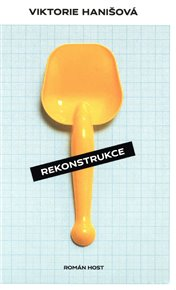 VIKTORIE HANIŠOVÁ
REKONSTRUKCE
ROMÁN HOST